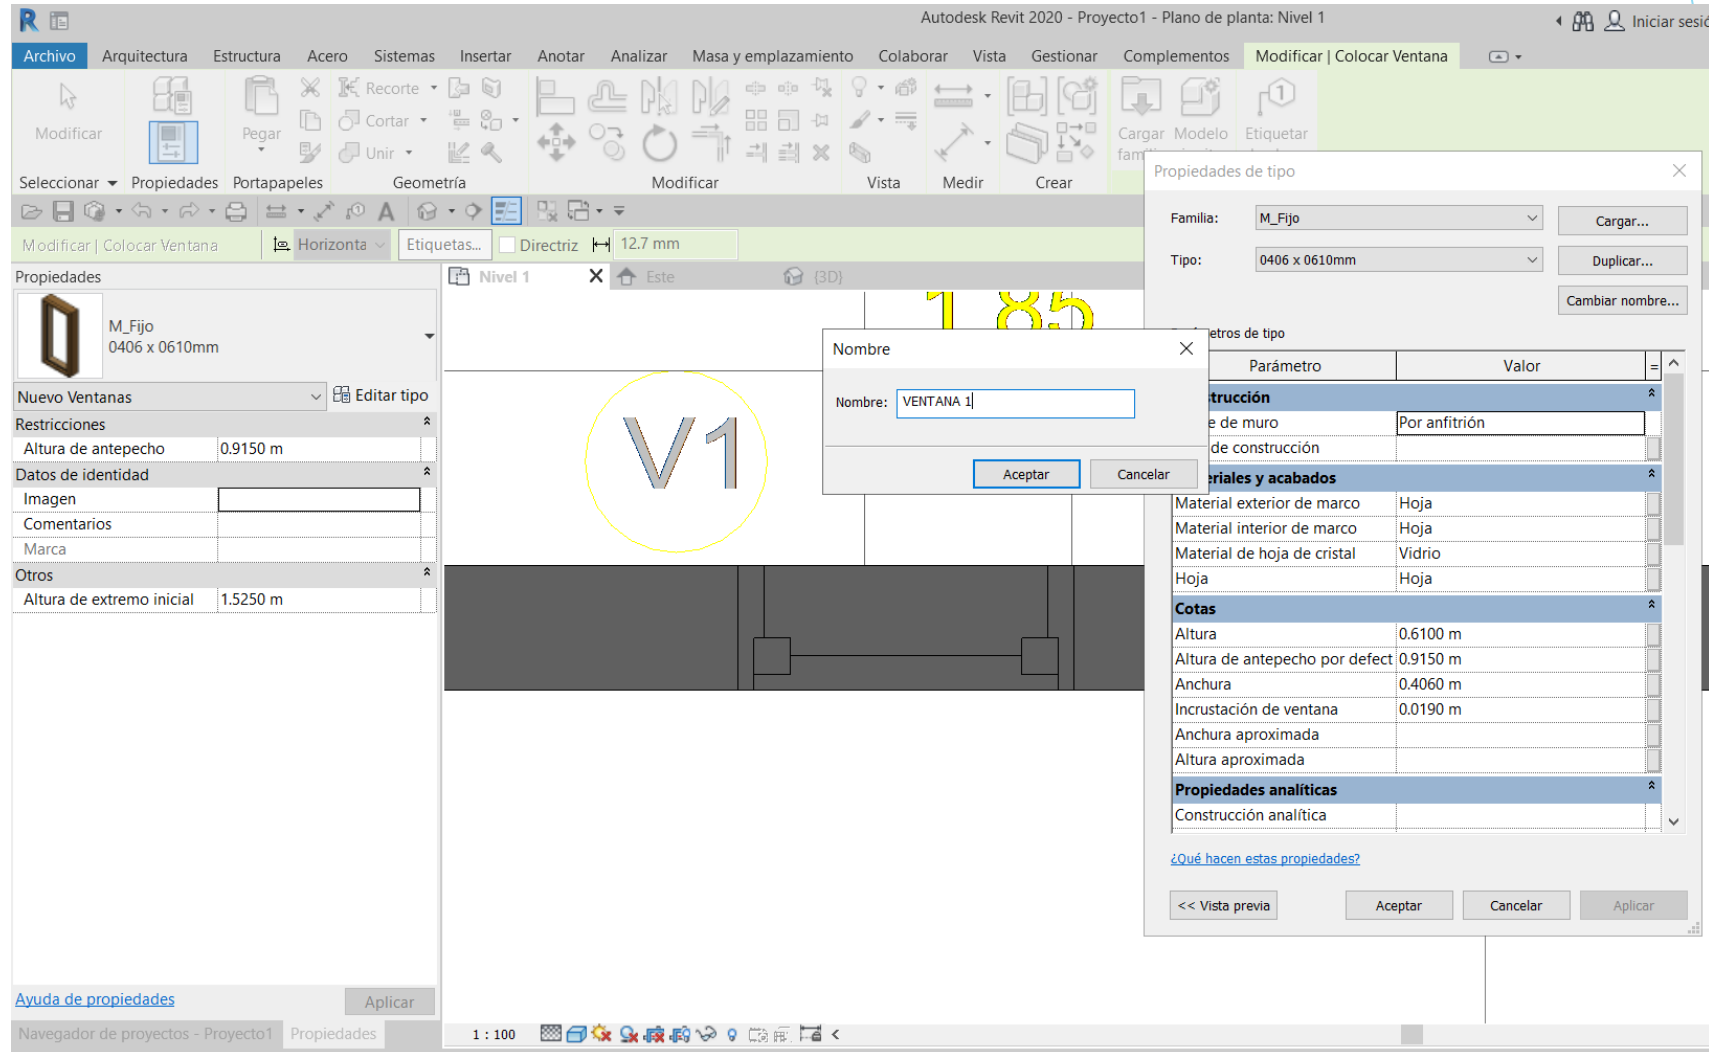 Autodesk Revit 2020 - Proyecto1 - Plano de planta: Nivel 1
Iniciar sesió
Archivo Arquitectura Estructura Acero Sistemas Insertar Anotar Analizar Masa y emplazamiento Colaborar Vista Gestionar Complementos Modificar | Colocar Ventana
Recorte
Cortar
Modificar Pegar Cargar Modelo Etiquetar
Unir
Seleccionar Propiedades Portapapeles Geometría Modificar Vista Medir Crear
Modificar | Colocar Ventana Horizonta Etiquetas... Directriz 12.7 mm
Propiedades
M_Fijo
0406 x 0610mm
Nuevo Ventanas Editar tipo
Restricciones
Altura de antepecho 0.9150 m
Datos de identidad
Imagen
Comentarios
Marca
Otros
Altura de extremo inicial 1.5250 m
Ayuda de propiedades Aplicar
Navegador de proyectos - Proyecto1 Propiedades
Nivel 1 Este {3D}
1.85
V1
Nombre
Nombre: VENTANA 1
Aceptar Cancelar
Propiedades de tipo
Familia: M_Fijo Cargar...
Tipo: 0406 x 0610mm Duplicar...
Cambiar nombre...
etros de tipo
Parámetro Valor =
trucción
e de muro Por anfitrión
de construcción
riales y acabados
Material exterior de marco Hoja
Material interior de marco Hoja
Material de hoja de cristal Vidrio
Hoja Hoja
Cotas
Altura 0.6100 m
Altura de antepecho por defect 0.9150 m
Anchura 0.4060 m
Incrustación de ventana 0.0190 m
Anchura aproximada
Altura aproximada
Propiedades analíticas
Construcción analítica
¿Qué hacen estas propiedades?
<< Vista previa Aceptar Cancelar Aplicar
1 : 100